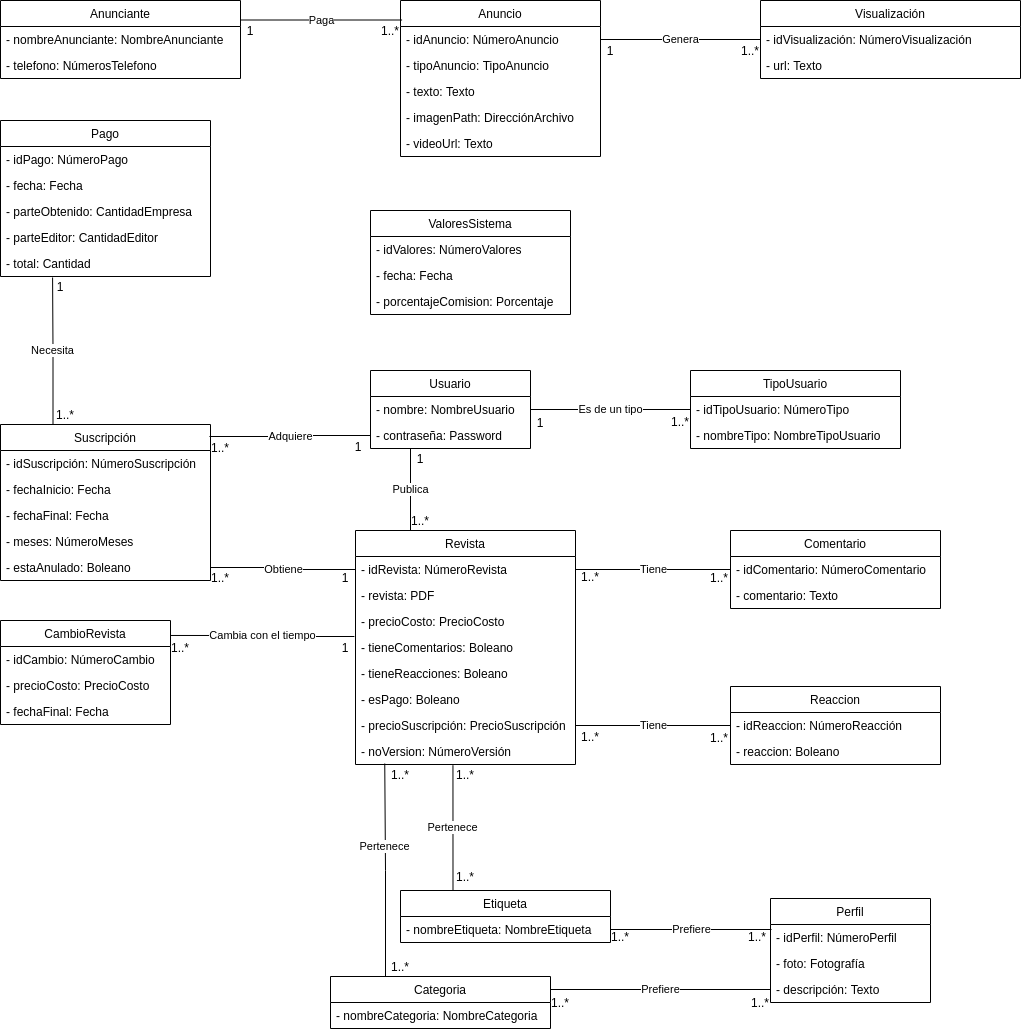 Anunciante
- nombreAnunciante: NombreAnunciante
- telefono: NúmerosTelefono
1
Paga
1..*
Anuncio
- idAnuncio: NúmeroAnuncio
- tipoAnuncio: TipoAnuncio
- texto: Texto
- imagenPath: DirecciónArchivo
- videoUrl: Texto
1
Genera
1..*
Visualización
- idVisualización: NúmeroVisualización
- url: Texto
Pago
- idPago: NúmeroPago
- fecha: Fecha
- parteObtenido: CantidadEmpresa
- parteEditor: CantidadEditor
- total: Cantidad
1
Necesita
1..*
ValoresSistema
- idValores: NúmeroValores
- fecha: Fecha
- porcentajeComision: Porcentaje
Suscripción
- idSuscripción: NúmeroSuscripción
- fechaInicio: Fecha
- fechaFinal: Fecha
- meses: NúmeroMeses
- estaAnulado: Boleano
1..*
Adquiere
1
Usuario
- nombre: NombreUsuario
- contraseña: Password
1
Es de un tipo
1..*
TipoUsuario
- idTipoUsuario: NúmeroTipo
- nombreTipo: NombreTipoUsuario
1
Publica
1..*
1..*
Obtiene
1
Revista
- idRevista: NúmeroRevista
- revista: PDF
- precioCosto: PrecioCosto
- tieneComentarios: Boleano
- tieneReacciones: Boleano
- esPago: Boleano
- precioSuscripción: PrecioSuscripción
- noVersion: NúmeroVersión
1..*
Tiene
1..*
Comentario
- idComentario: NúmeroComentario
- comentario: Texto
CambioRevista
- idCambio: NúmeroCambio
- precioCosto: PrecioCosto
- fechaFinal: Fecha
1..*
Cambia con el tiempo
1
1..*
Tiene
1..*
Reaccion
- idReaccion: NúmeroReacción
- reaccion: Boleano
1..*
Pertenece
1..*
1..*
Pertenece
1..*
Etiqueta
- nombreEtiqueta: NombreEtiqueta
1..*
Prefiere
1..*
Perfil
- idPerfil: NúmeroPerfil
- foto: Fotografía
- descripción: Texto
Categoria
- nombreCategoria: NombreCategoria
1..*
Prefiere
1..*